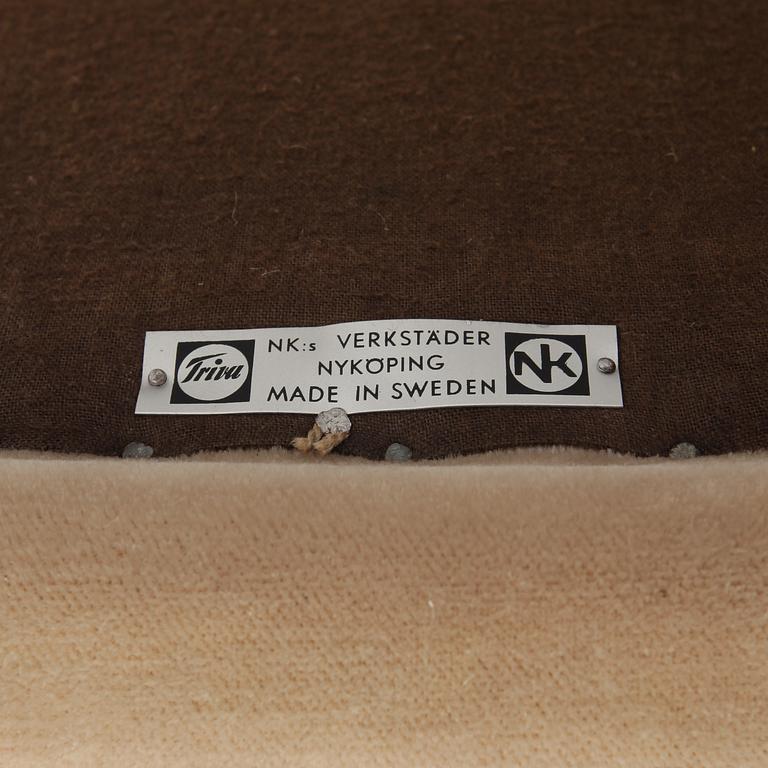 Triva
NK:s VERKSTÄDER
NYKÖPING
MADE IN SWEDEN
NK